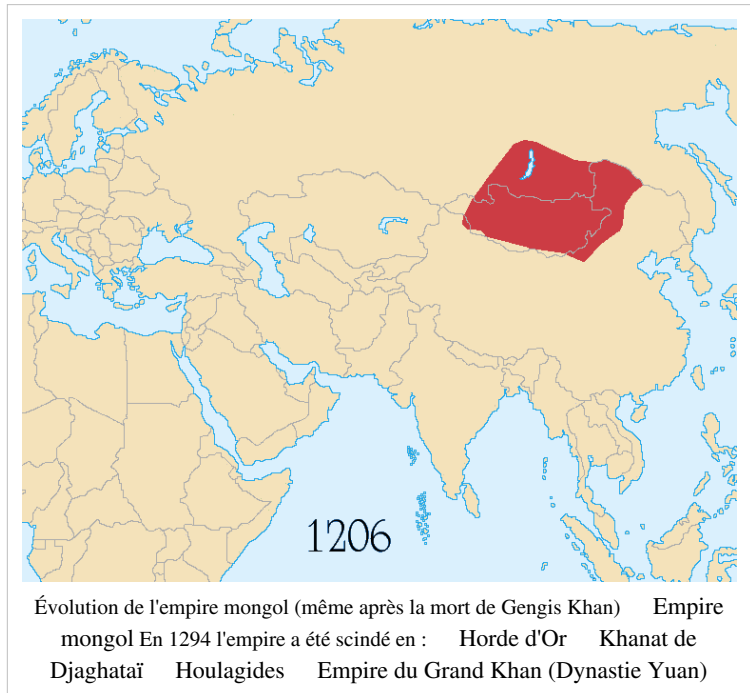 1206
Évolution de l'empire mongol (même après la mort de Gengis Khan) Empire
mongol En 1294 l'empire a été scindé en : Horde d'Or Khanat de
Djaghataï Houlagides Empire du Grand Khan (Dynastie Yuan)